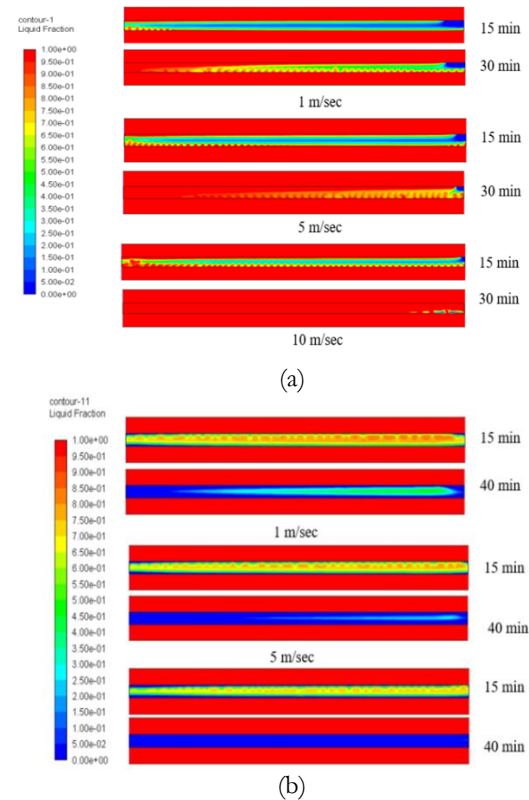 contour-1
Liquid Fraction
1.00e+00
9.50e-01
9.00e-01
8.50e-01
8.00e-01
7.50e-01
7.00e-01
6.50e-01
6.00e-01
5.50e-01
5.00e-01
4.50e-01
4.00e-01
3.50e-01
3.00e-01
2.50e-01
2.00e-01
1.50e-01
1.00e-01
5.00e-02
0.00e+00
15 min
30 min
1 m/sec
15 min
30 min
5 m/sec
15 min
30 min
10 m/sec
(a)
contour-11
Liquid Fraction
1.00e+00
9.50e-01
9.00e-01
8.50e-01
8.00e-01
7.50e-01
7.00e-01
6.50e-01
6.00e-01
5.50e-01
5.00e-01
4.50e-01
4.00e-01
3.50e-01
3.00e-01
2.50e-01
2.00e-01
1.50e-01
1.00e-01
5.00e-02
0.00e+00
15 min
40 min
1 m/sec
15 min
40 min
5 m/sec
15 min
40 min
(b)